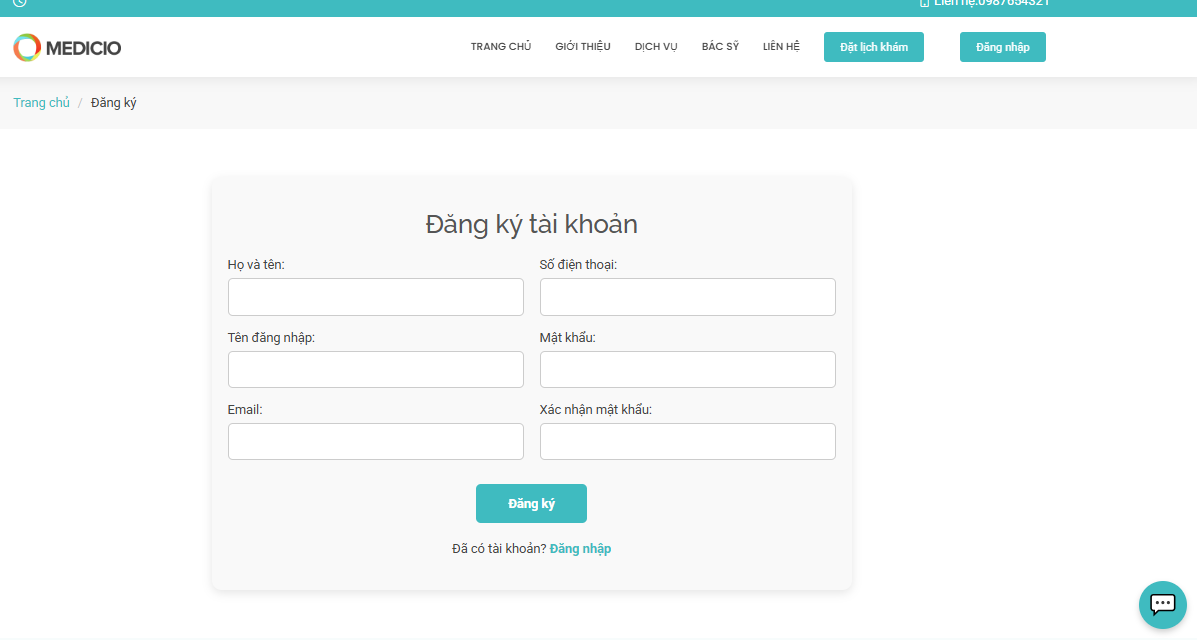 Liên hệ:0987654321
MEDICIO
TRANG CHỦ GIỚI THIỆU DỊCH VỤ BÁC SỸ LIÊN HỆ Đặt lịch khám Đăng nhập
Trang chủ / Đăng ký
Đăng ký tài khoản
Họ và tên: Số điện thoại:
Tên đăng nhập: Mật khẩu:
Email: Xác nhận mật khẩu:
Đăng ký
Đã có tài khoản? Đăng nhập